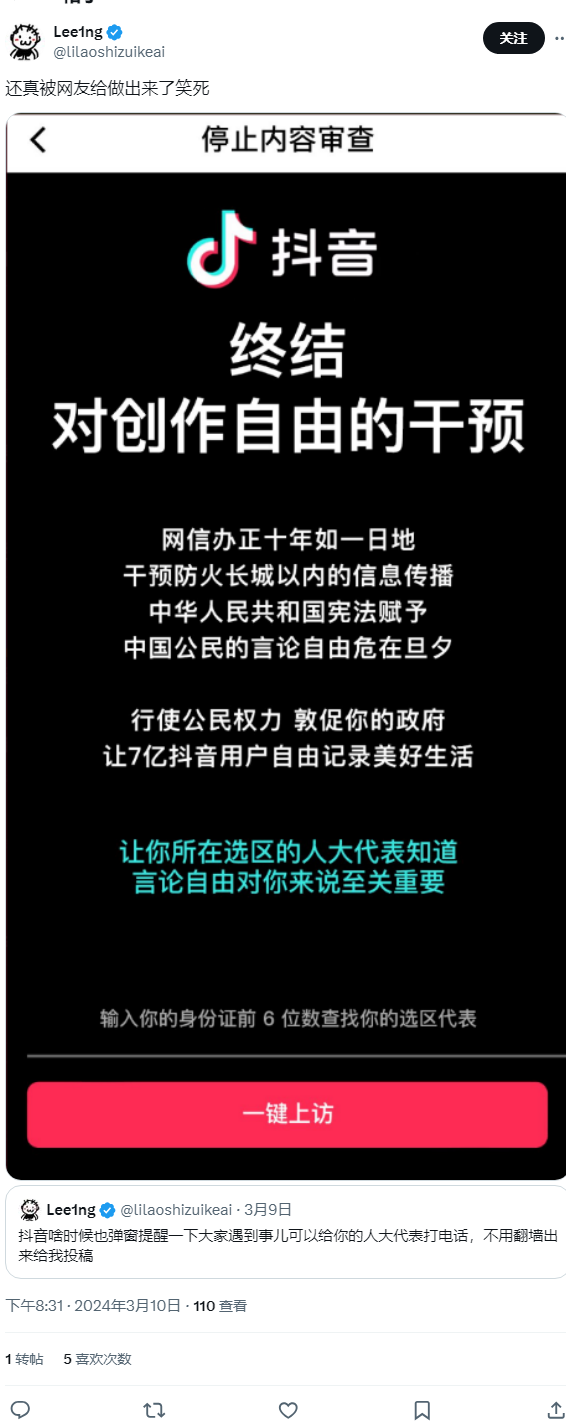 Lee1ng
@lilaoshizuikeai
关注
还真被网友给做出来了笑死
停止内容审查
抖音
终结
对创作自由的干预
网信办正十年如一日地
干预防火长城以内的信息传播
中华人民共和国宪法赋予
中国公民的言论自由危在旦夕
行使公民权力 敦促你的政府
让7亿抖音用户自由记录美好生活
让你所在选区的人大代表知道
言论自由对你来说至关重要
输入你的身份证前 6 位数查找你的选区代表
一键上访
Lee1ng @lilaoshizuikeai · 3月9日
抖音啥时候也弹窗提醒一下大家遇到事儿可以给你的人大代表打电话，不用翻墙出
来给我投稿
下午8:31 · 2024年3月10日 · 110 查看
1 转帖 5 喜欢次数